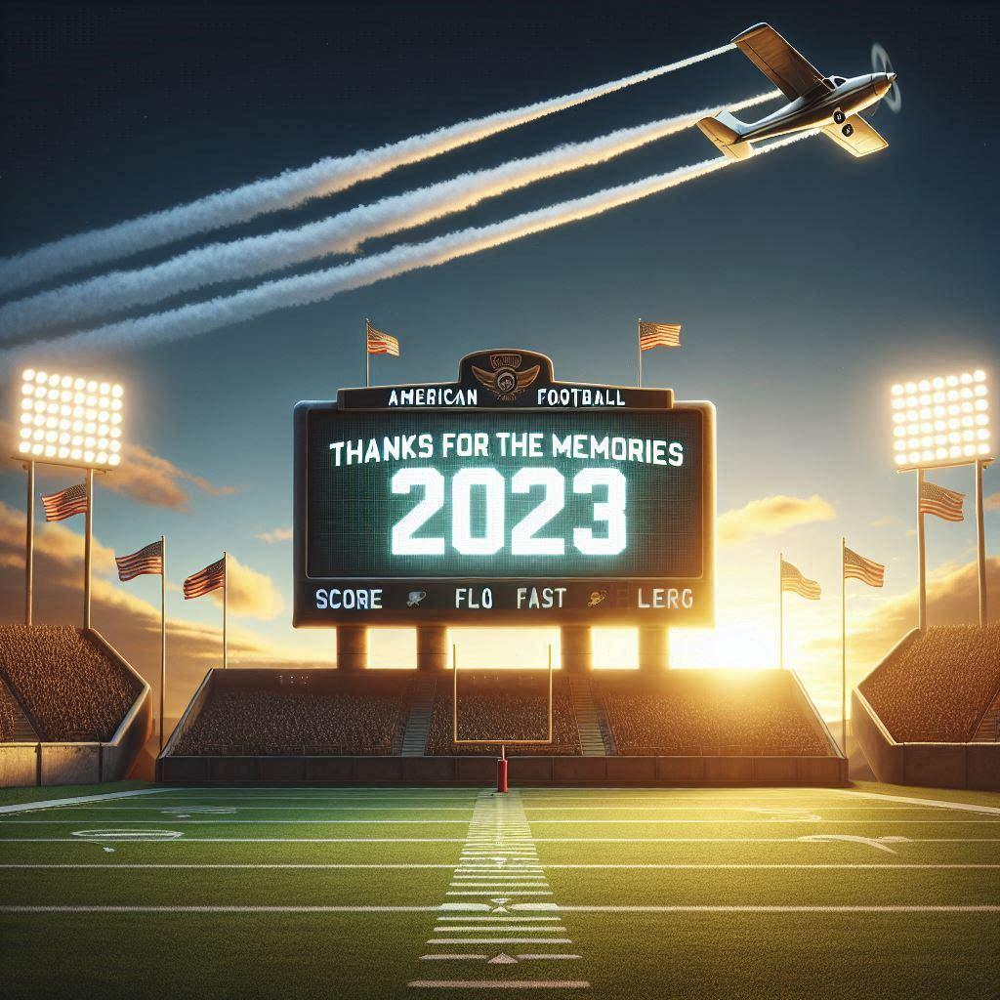 AMERICAN FOOTBALL
THANKS FOR THE MEMORIES
2023
SCORE FLO FAST LERG